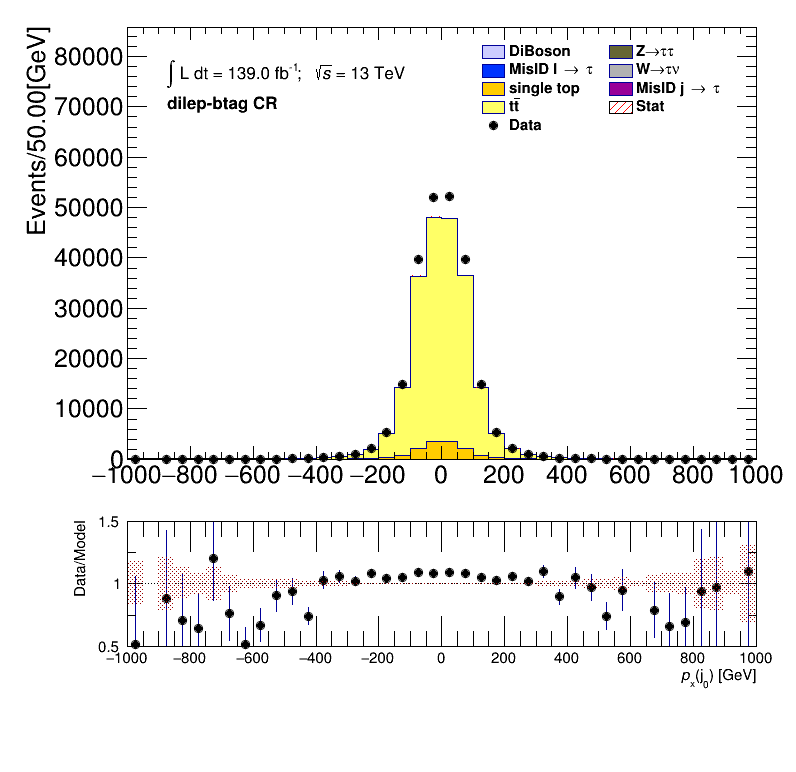 Events/50.00[GeV]
80000
70000
60000
50000
40000
30000
20000
10000
0
∫ L dt = 139.0 fb⁻¹; √s = 13 TeV
dilep-btag CR
DiBoson
MisID l → τ
single top
tt̄
Data
Z→ττ
W→τν
MisID j → τ
Stat
−1000 −800 −600 −400 −200 0 200 400 600 800 1000
Data/Model
1.5
1
0.5
−1000 −800 −600 −400 −200 0 200 400 600 800 1000
pₓ(j₀) [GeV]